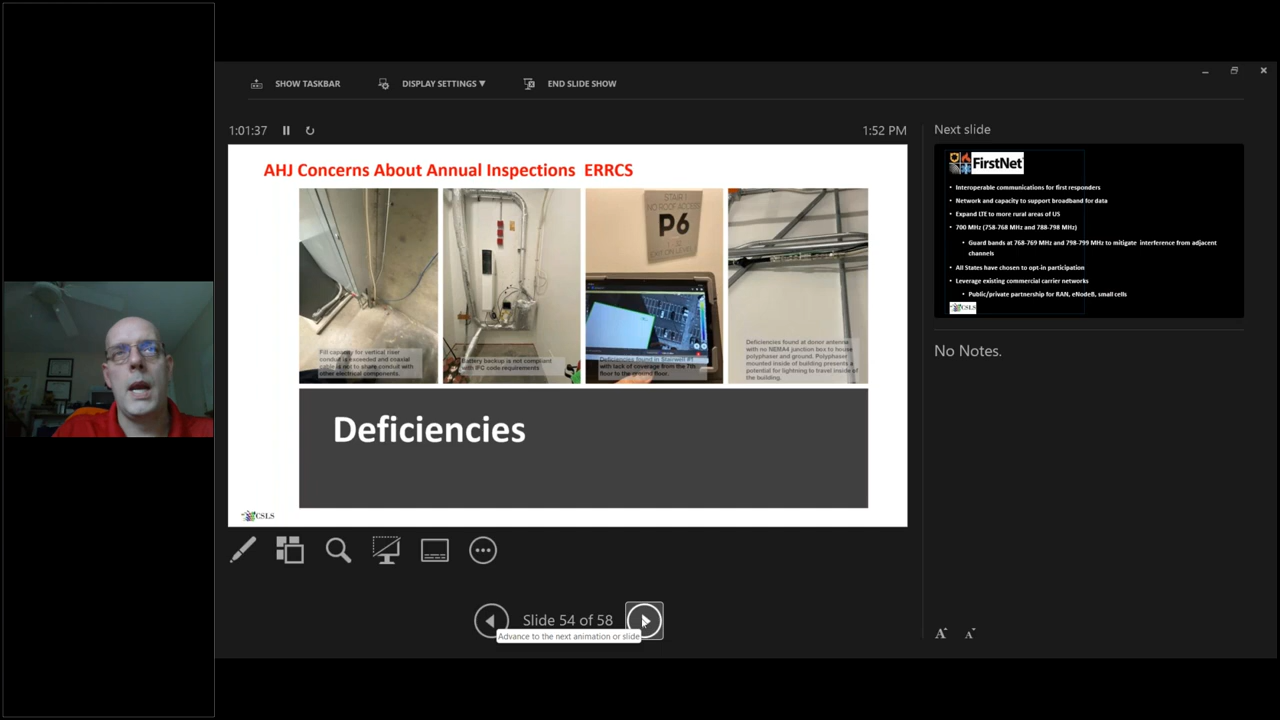 SHOW TASKBAR
DISPLAY SETTINGS ▼
END SLIDE SHOW
1:01:37
1:52 PM
Next slide
AHJ Concerns About Annual Inspections ERRCS
STAIR 1
NO ROOF ACCESS
P6
Fill capacity for vertical riser
conduit is exceeded and coaxial
cable is not to share conduit with
other electrical components.
Battery backup is not compliant
with IFC code requirements
Deficiencies found in Stairwell #1
with lack of coverage from the 7th
floor to the ground floor.
Deficiencies found at donor antenna
with no NEMA4 junction box to house
polyphaser and ground. Polyphaser
mounted inside of building presents a
potential for lightning to travel inside of
the building.
Deficiencies
CSLS
FirstNet
• Interoperable communications for first responders
• Network and capacity to support broadband for data
• Expand LTE to more rural areas of US
• 700 MHz (758-768 MHz and 788-798 MHz)
• Guard bands at 768-769 MHz and 798-799 MHz to mitigate interference from adjacent
channels
• All States have chosen to opt-in participation
• Leverage existing commercial carrier networks
• Public/private partnership for RAN, eNodeB, small cells
No Notes.
Slide 54 of 58
Advance to the next animation or slide
A
A